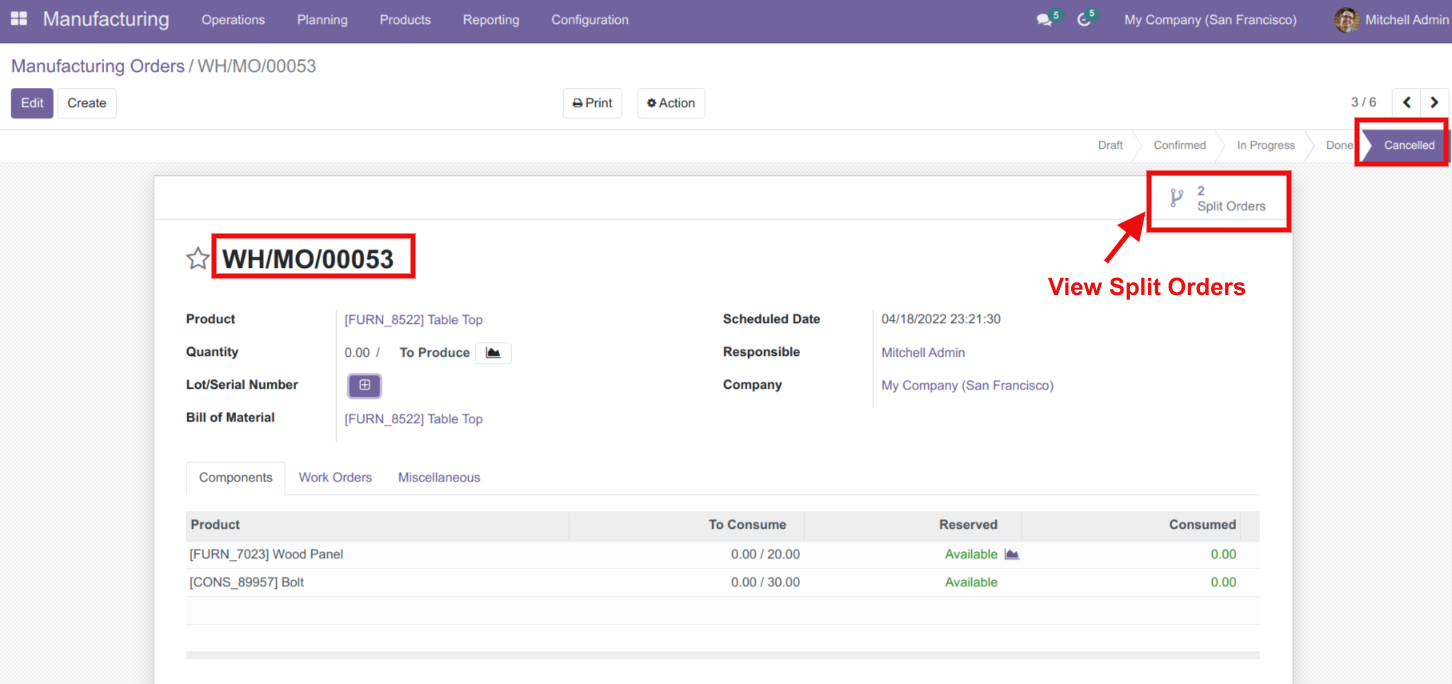 Manufacturing Operations Planning Products Reporting Configuration 5 5 My Company (San Francisco) Mitchell Admin
Manufacturing Orders / WH/MO/00053
Edit Create Print Action 3 / 6
Draft Confirmed In Progress Done Cancelled
2
Split Orders
WH/MO/00053
View Split Orders
Product [FURN_8522] Table Top Scheduled Date 04/18/2022 23:21:30
Quantity 0.00 / To Produce Responsible Mitchell Admin
Lot/Serial Number Company My Company (San Francisco)
Bill of Material [FURN_8522] Table Top
Components Work Orders Miscellaneous
Product To Consume Reserved Consumed
[FURN_7023] Wood Panel 0.00 / 20.00 Available 0.00
[CONS_89957] Bolt 0.00 / 30.00 Available 0.00